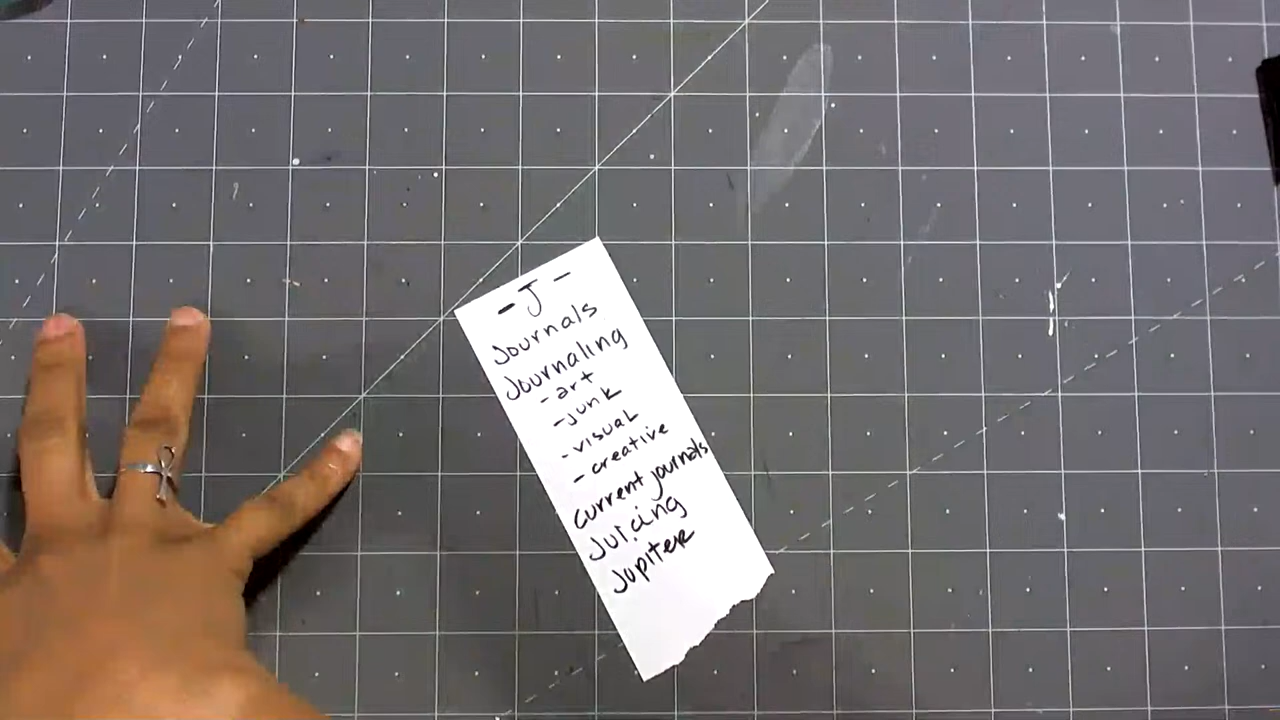 - J -
Journals
Journaling
- art
- junk
- visual
- creative
current journals
Juicing
Jupiter